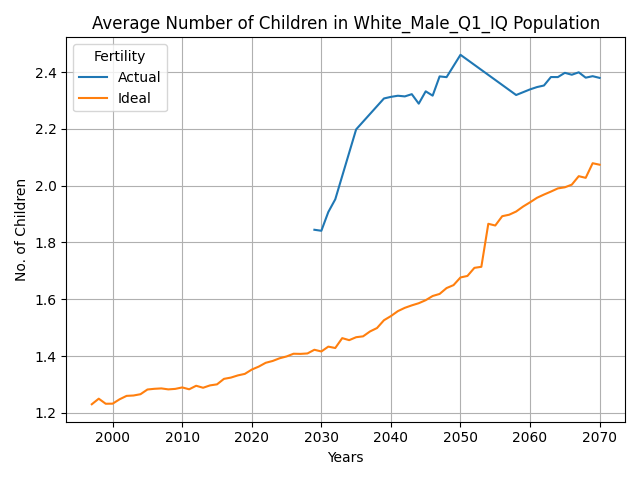 Average Number of Children in White_Male_Q1_IQ Population
Fertility
Actual
Ideal
No. of Children
2.4
2.2
2.0
1.8
1.6
1.4
1.2
2000 2010 2020 2030 2040 2050 2060 2070
Years